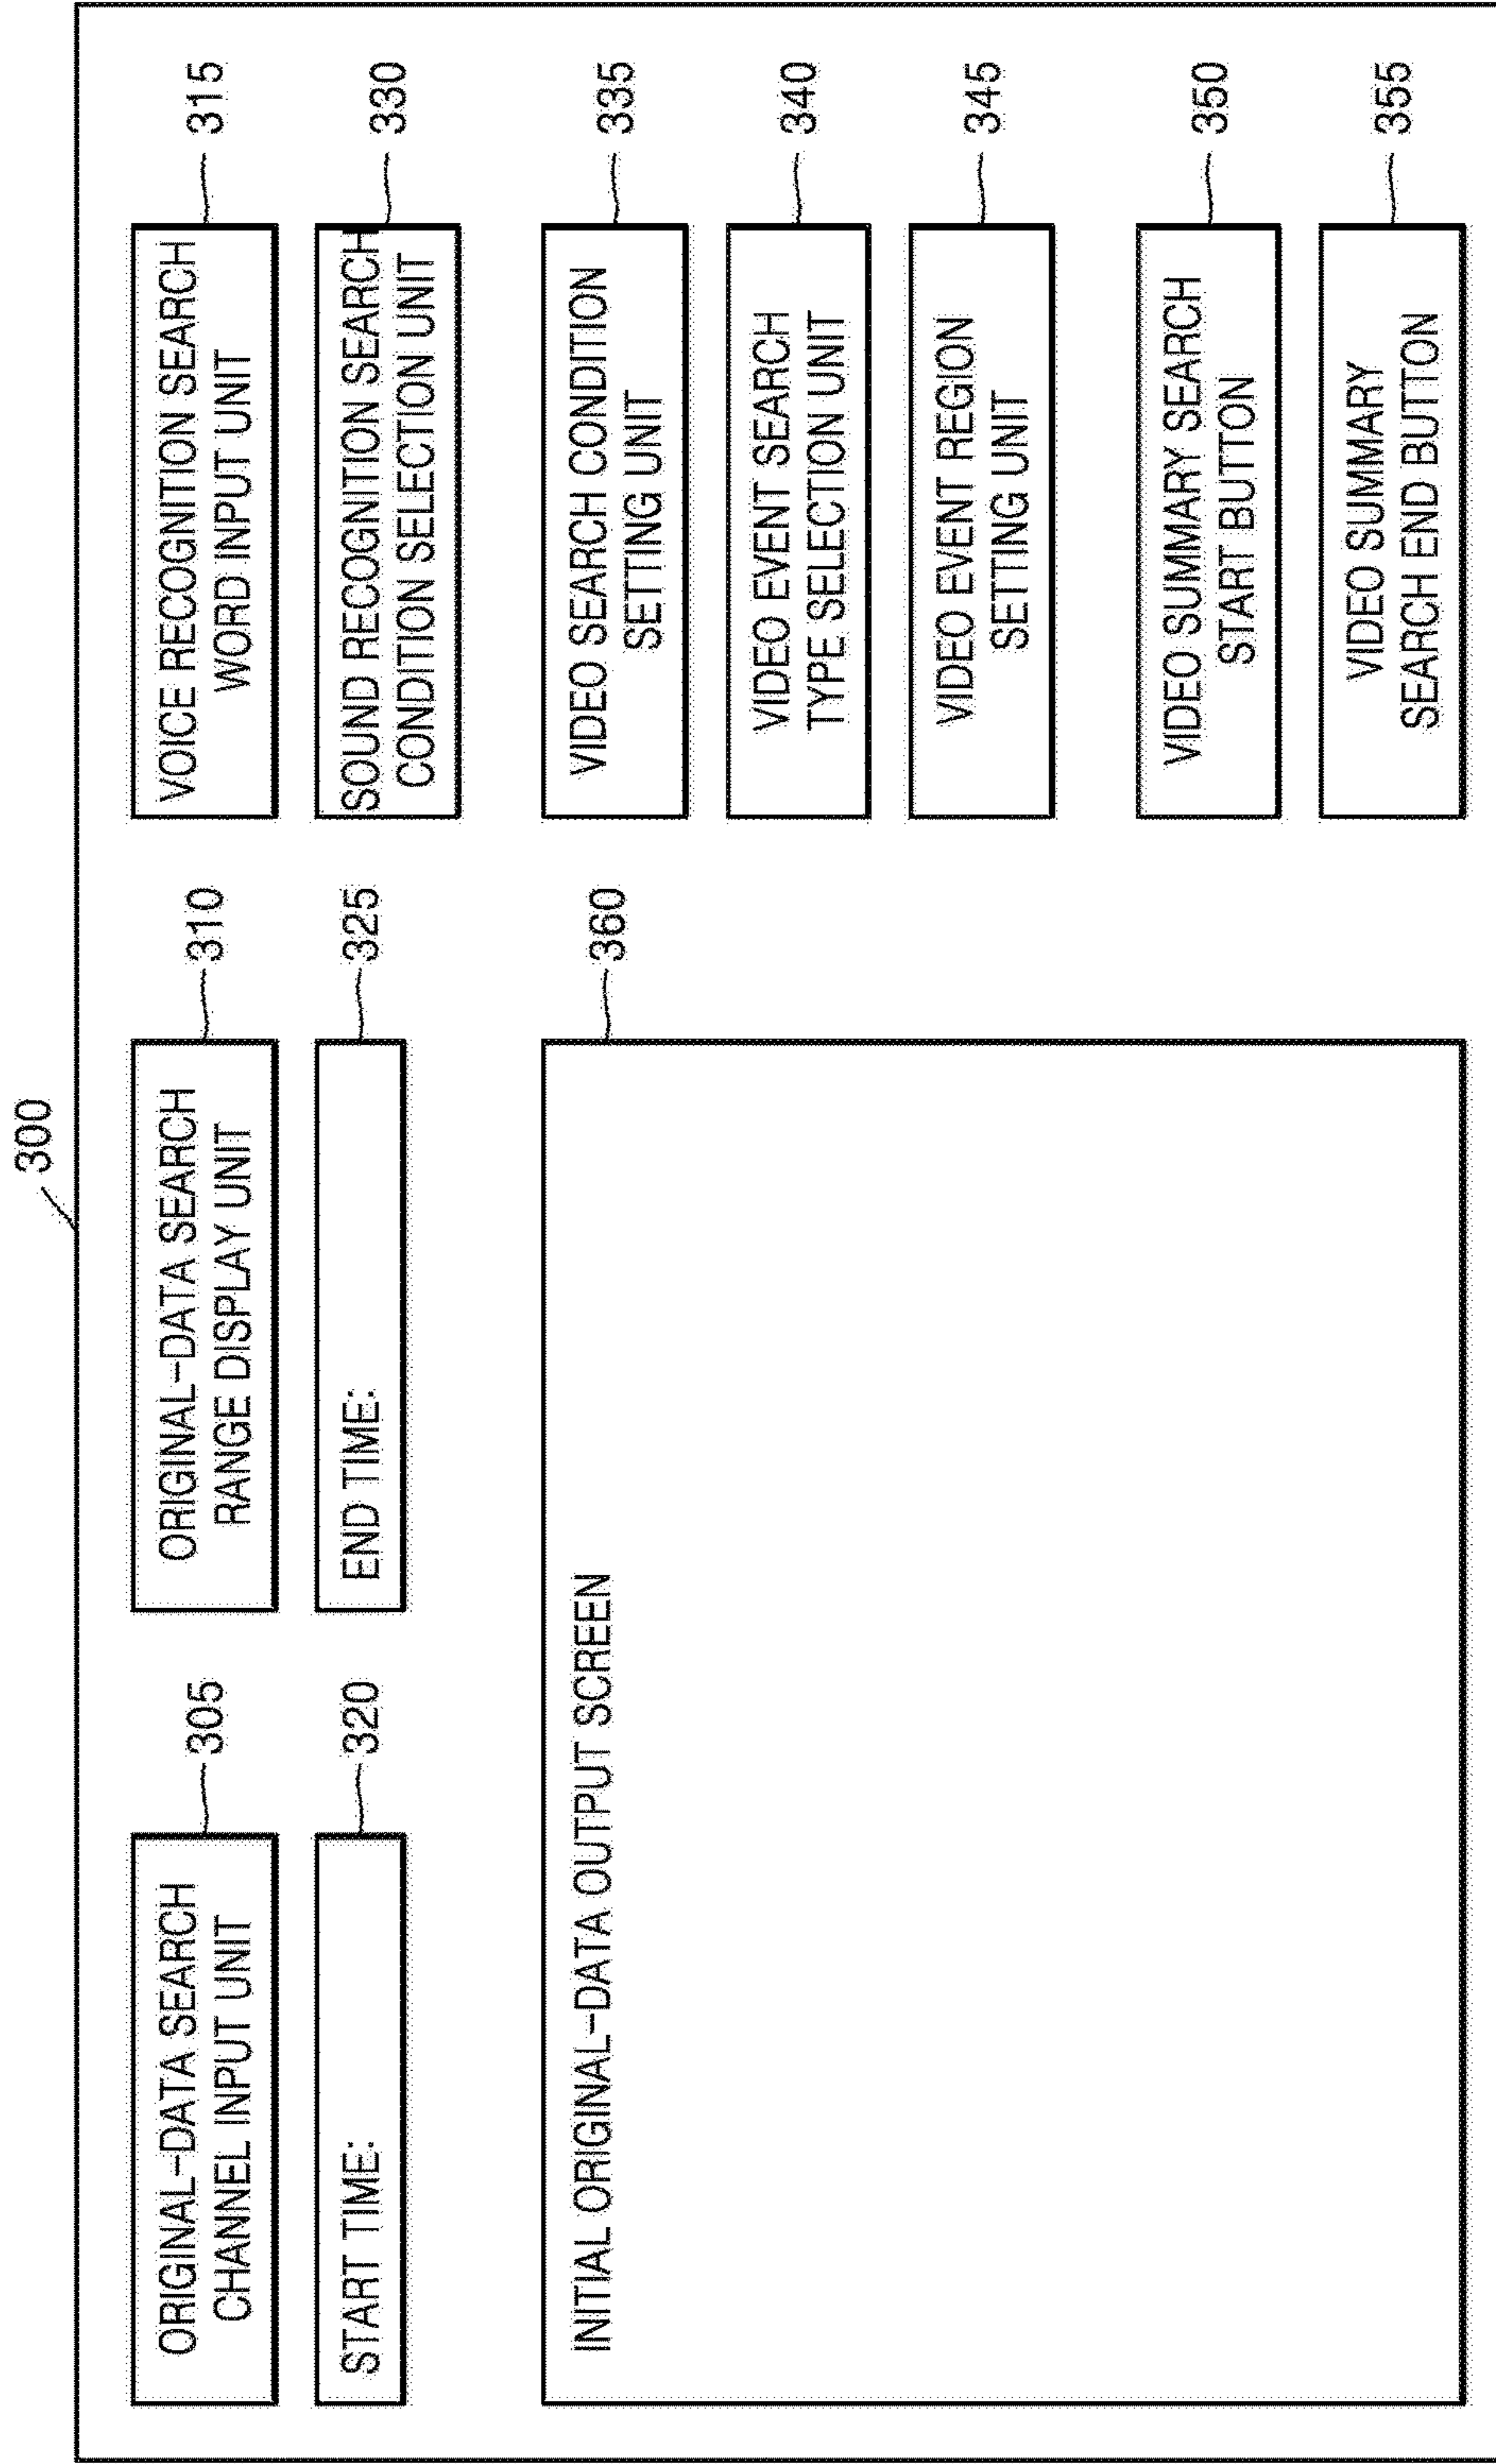 300
ORIGINAL-DATA SEARCH
CHANNEL INPUT UNIT
305
ORIGINAL-DATA SEARCH
RANGE DISPLAY UNIT
310
VOICE RECOGNITION SEARCH
WORD INPUT UNIT
315
START TIME:
320
END TIME:
325
SOUND RECOGNITION SEARCH
CONDITION SELECTION UNIT
330
INITIAL ORIGINAL-DATA OUTPUT SCREEN
360
VIDEO SEARCH CONDITION
SETTING UNIT
335
VIDEO EVENT SEARCH
TYPE SELECTION UNIT
340
VIDEO EVENT REGION
SETTING UNIT
345
VIDEO SUMMARY SEARCH
START BUTTON
350
VIDEO SUMMARY
SEARCH END BUTTON
355